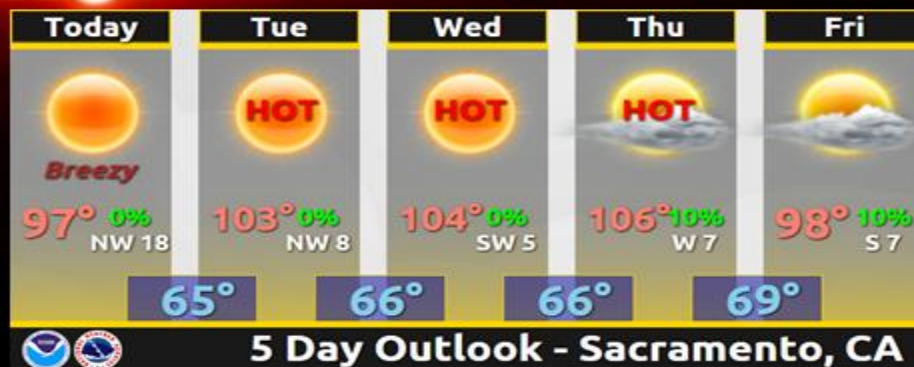 Today Tue Wed Thu Fri
HOT HOT HOT
Breezy
97° 0% 103° 0% 104° 0% 106° 10% 98° 10%
NW 18 NW 8 SW 5 W 7 S 7
65° 66° 66° 69°
5 Day Outlook - Sacramento, CA